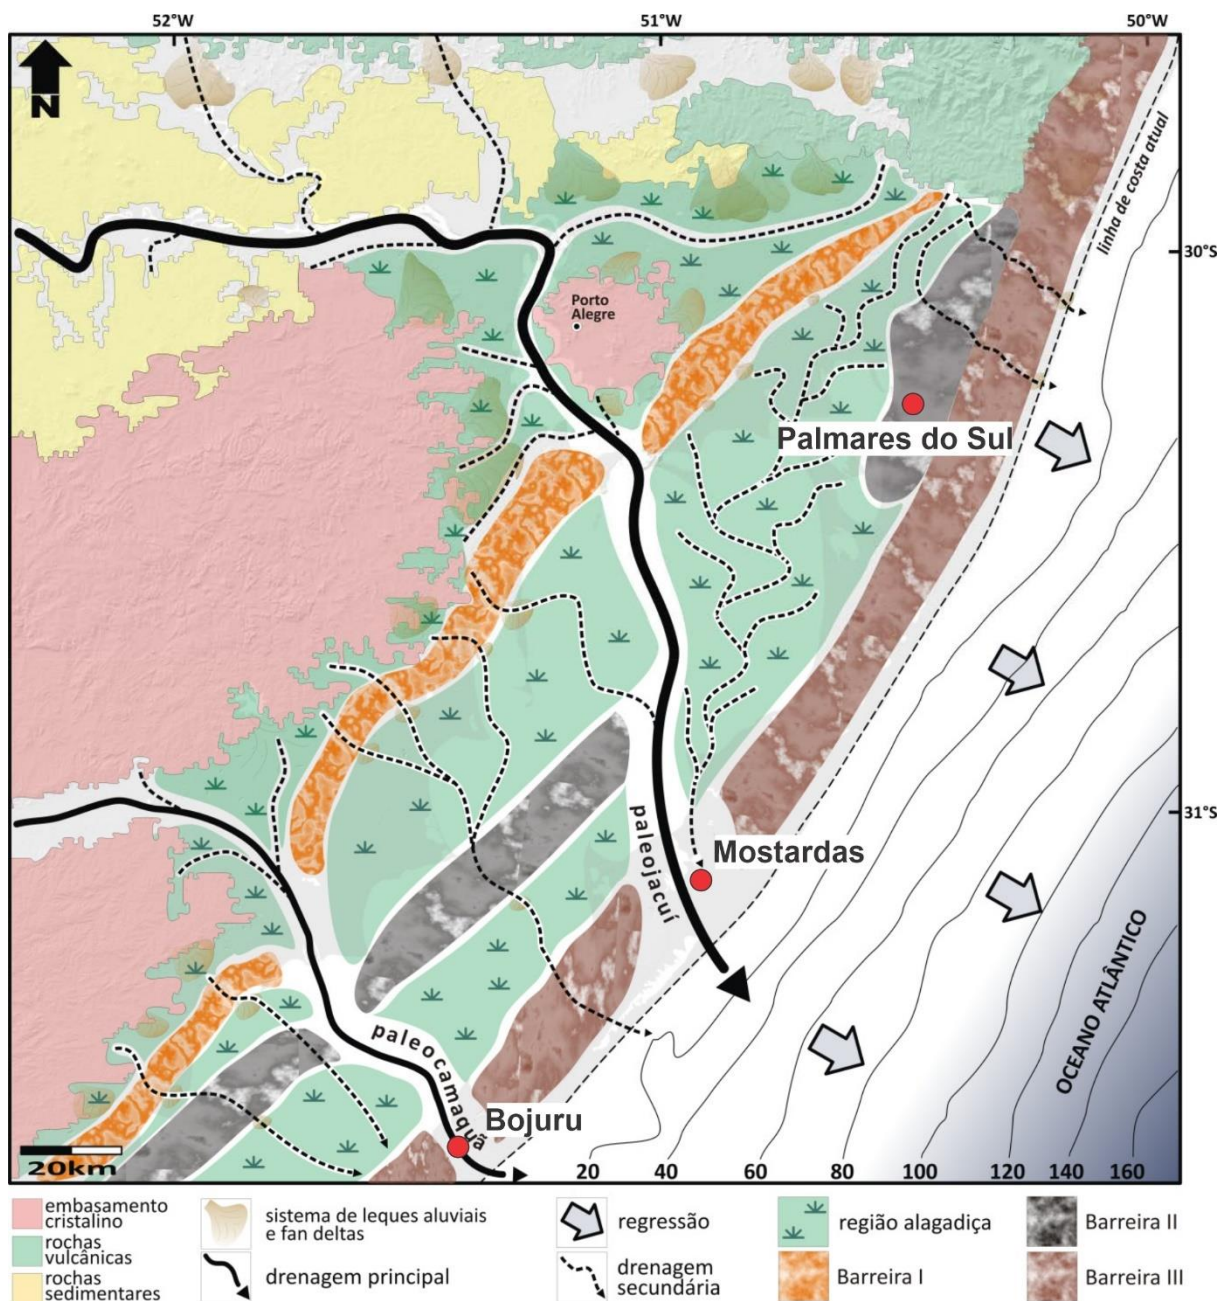 52°W
51°W
50°W
N
linha de costa atual
30°S
Porto
Alegre
Palmares do Sul
31°S
paleojacuí
Mostardas
OCEANO ATLÂNTICO
paleocamaquã
Bojuru
20km
20
40
60
80
100
120
140
160
embasamento
cristalino
rochas
vulcânicas
rochas
sedimentares
sistema de leques aluviais
e fan deltas
drenagem principal
regressão
drenagem
secundária
região alagadiça
Barreira I
Barreira II
Barreira III